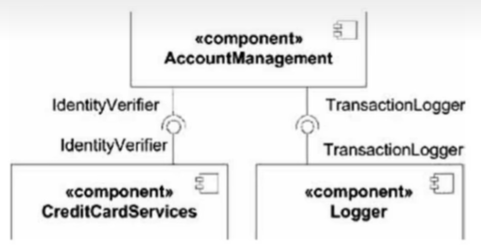 «component»
AccountManagement
IdentityVerifier
TransactionLogger
IdentityVerifier
TransactionLogger
«component»
CreditCardServices
«component»
Logger